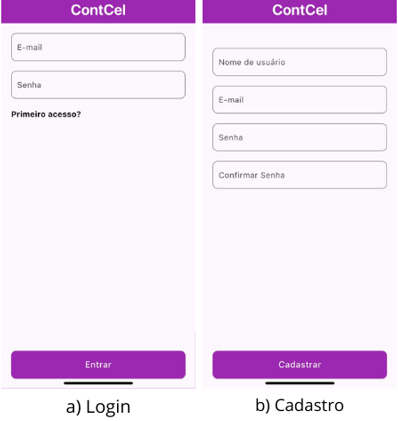 ContCel
E-mail
Senha
Primeiro acesso?
Entrar
a) Login
ContCel
Nome de usuário
E-mail
Senha
Confirmar Senha
Cadastrar
b) Cadastro